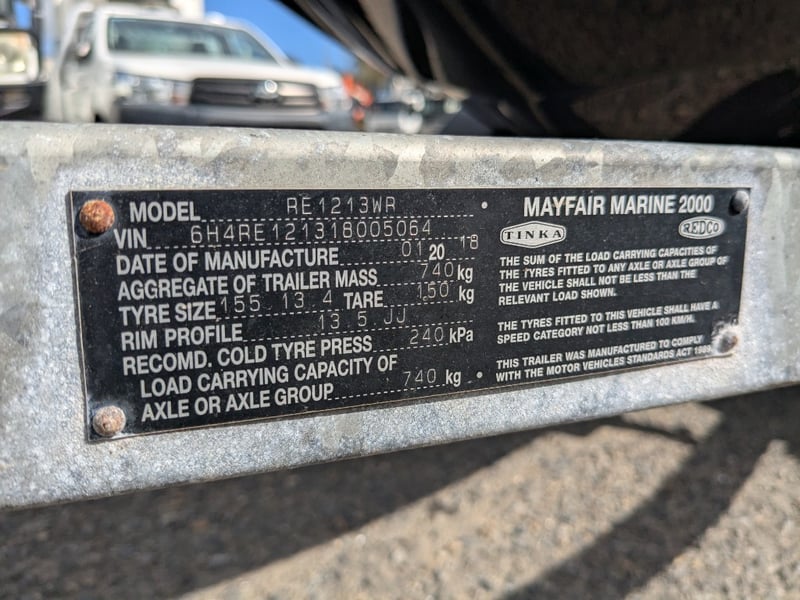 MODEL RE1213WR
VIN 6H4RE121318005064
DATE OF MANUFACTURE 01 20 18
AGGREGATE OF TRAILER MASS 740 kg
TYRE SIZE 155 13 4 TARE 160 kg
RIM PROFILE 13 5 JJ
RECOMD. COLD TYRE PRESS 240 kPa
LOAD CARRYING CAPACITY OF
AXLE OR AXLE GROUP 740 kg
MAYFAIR MARINE 2000
TINKA REDCO
THE SUM OF THE LOAD CARRYING CAPACITIES OF
THE TYRES FITTED TO ANY AXLE OR AXLE GROUP OF
THE VEHICLE SHALL NOT BE LESS THAN THE
RELEVANT LOAD SHOWN.
THE TYRES FITTED TO THIS VEHICLE SHALL HAVE A
SPEED CATEGORY NOT LESS THAN 100 KM/H.
THIS TRAILER WAS MANUFACTURED TO COMPLY
WITH THE MOTOR VEHICLES STANDARDS ACT